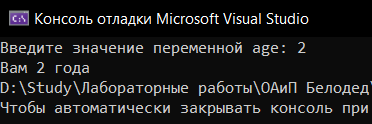 Консоль отладки Microsoft Visual Studio
Введите значение переменной age: 2
Вам 2 года
D:\Study\Лабораторные работы\ОАиП Белодед\
Чтобы автоматически закрывать консоль при